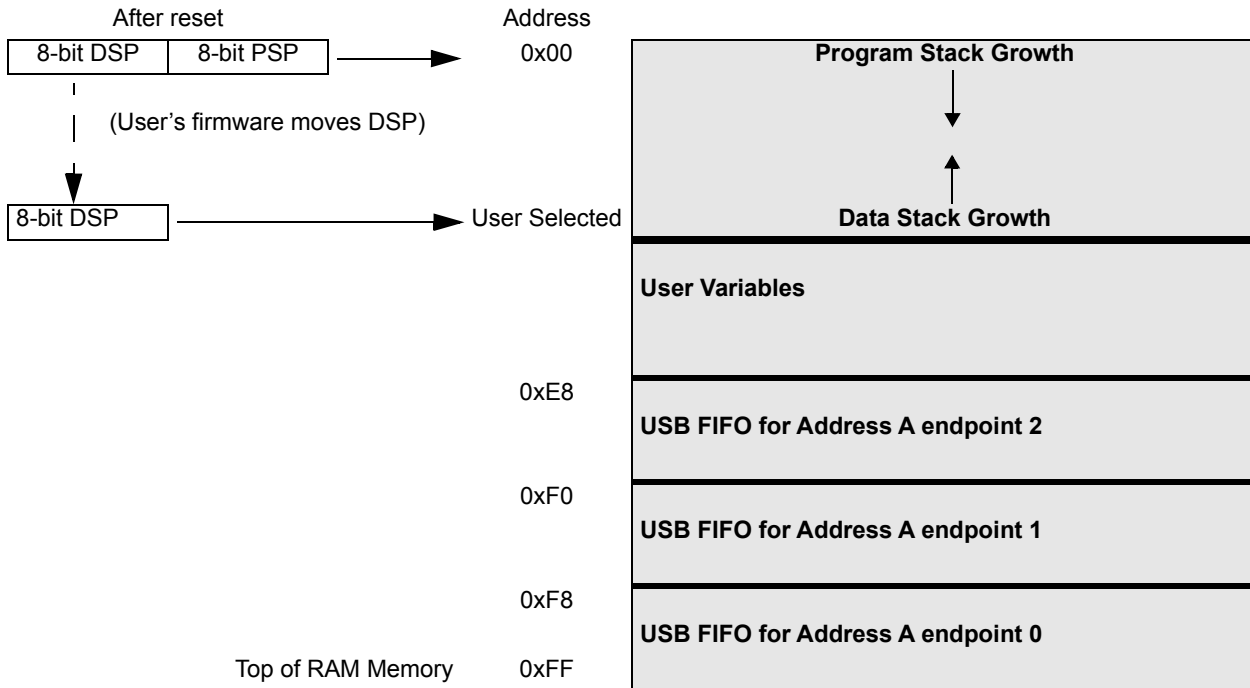 After reset
Address
8-bit DSP 8-bit PSP 0x00 Program Stack Growth
(User’s firmware moves DSP)
8-bit DSP User Selected Data Stack Growth
User Variables
0xE8
USB FIFO for Address A endpoint 2
0xF0
USB FIFO for Address A endpoint 1
0xF8
USB FIFO for Address A endpoint 0
Top of RAM Memory 0xFF